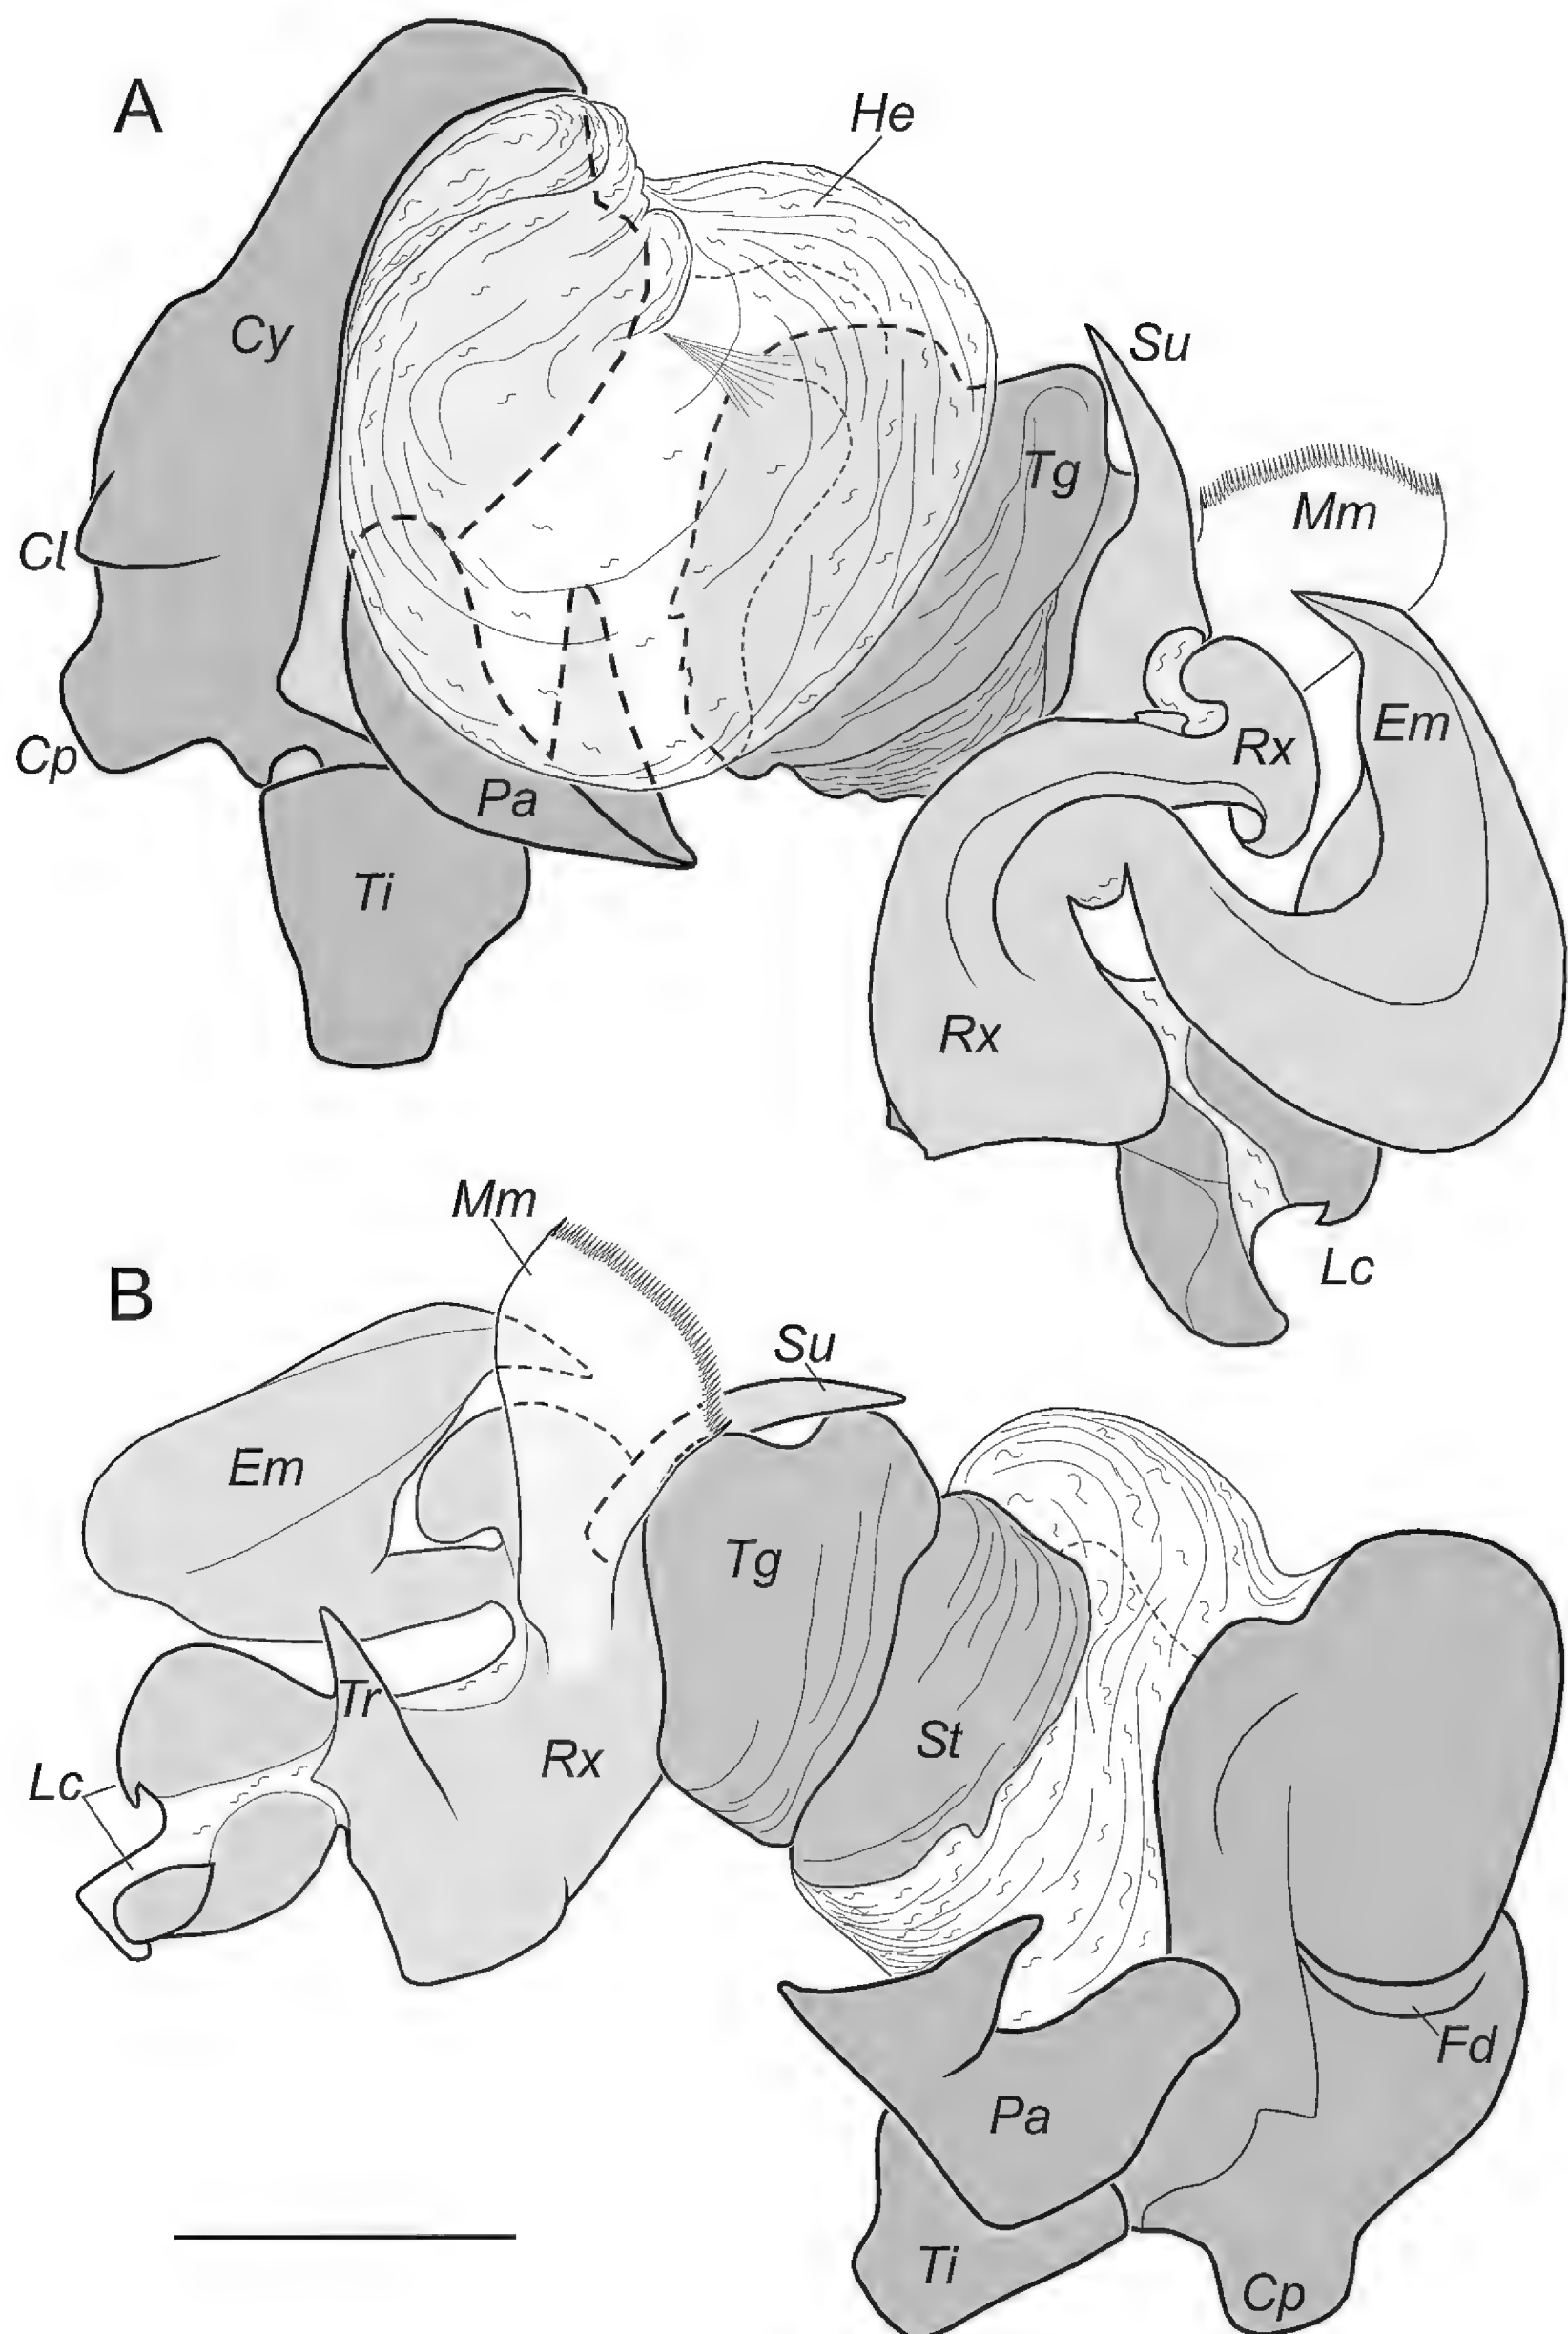 A
He
Cy
Su
Tg
Mm
Cl
Em
Rx
Cp
Pa
Ti
Rx
Mm
Lc
B
Su
Em
Tg
Tr
St
Rx
Lc
Fd
Pa
Ti
Cp